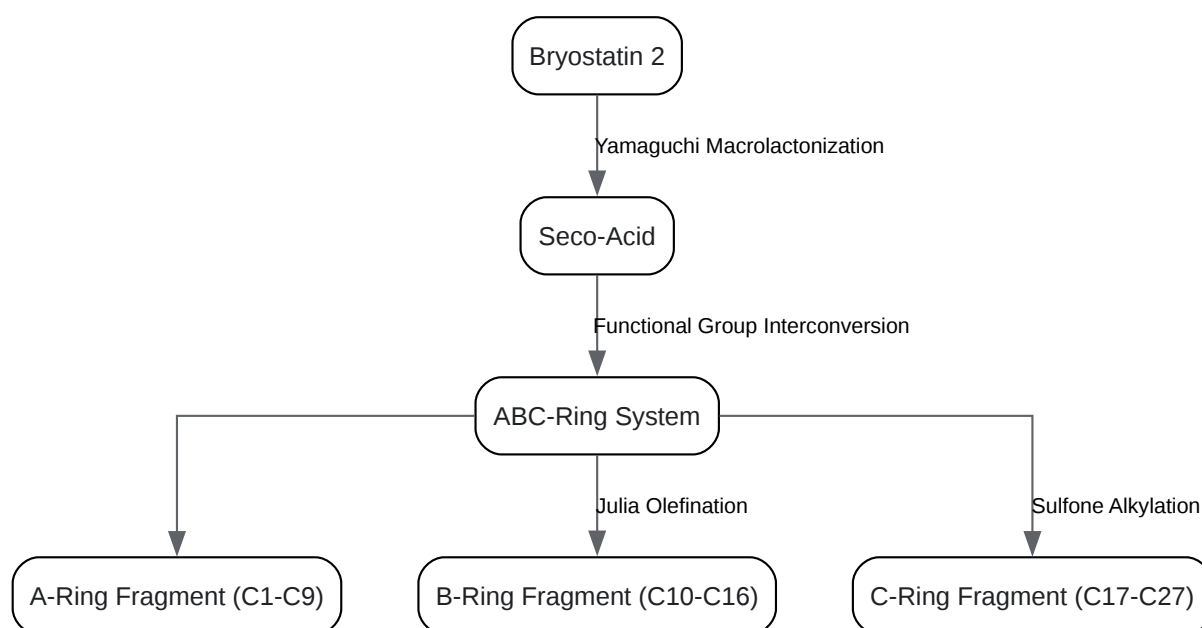 Bryostatin 2
Yamaguchi Macrolactonization
Seco-Acid
Functional Group Interconversion
ABC-Ring System
Julia Olefination
Sulfone Alkylation
A-Ring Fragment (C1-C9)
B-Ring Fragment (C10-C16)
C-Ring Fragment (C17-C27)